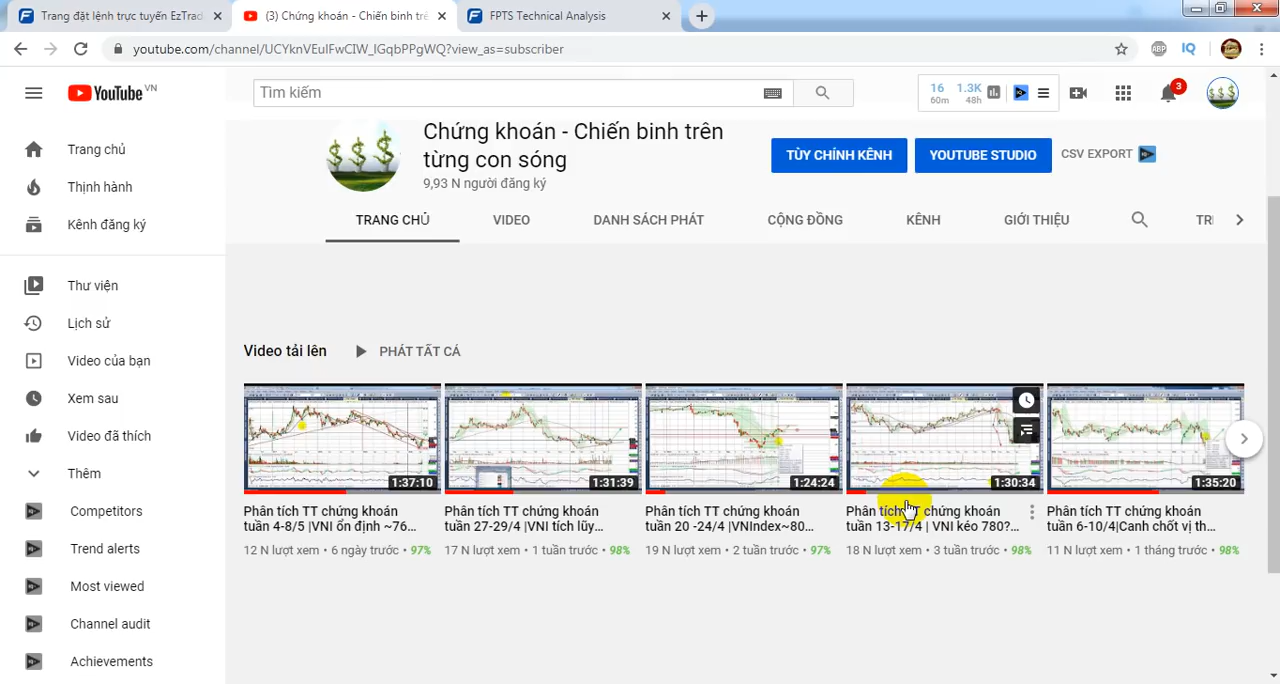 Trang đặt lệnh trực tuyến EzTrad
(3) Chứng khoán - Chiến binh trê
FPTS Technical Analysis
youtube.com/channel/UCYknVEuIFwCIW_lGqbPPgWQ?view_as=subscriber
ABP
IQ
YouTube VN
Tìm kiếm
16
60m
1.3K
48h
3
Chứng khoán - Chiến binh trên
từng con sóng
9,93 N người đăng ký
TÙY CHỈNH KÊNH
YOUTUBE STUDIO
CSV EXPORT
TRANG CHỦ
VIDEO
DANH SÁCH PHÁT
CỘNG ĐỒNG
KÊNH
GIỚI THIỆU
TRÌ
Trang chủ
Thịnh hành
Kênh đăng ký
Thư viện
Lịch sử
Video của bạn
Xem sau
Video đã thích
Thêm
Competitors
Trend alerts
Most viewed
Channel audit
Achievements
Video tải lên
PHÁT TẤT CẢ
1:37:10
Phân tích TT chứng khoán
tuần 4-8/5 |VNI ổn định ~76...
12 N lượt xem • 6 ngày trước • 97%
1:31:39
Phân tích TT chứng khoán
tuần 27-29/4 |VNI tích lũy...
17 N lượt xem • 1 tuần trước • 98%
1:24:24
Phân tích TT chứng khoán
tuần 20 -24/4 |VNIndex~80...
19 N lượt xem • 2 tuần trước • 97%
1:30:34
Phân tích TT chứng khoán
tuần 13-17/4 | VNI kéo 780?...
18 N lượt xem • 3 tuần trước • 98%
1:35:20
Phân tích TT chứng khoán
tuần 6-10/4|Canh chốt vị th...
11 N lượt xem • 1 tháng trước • 98%